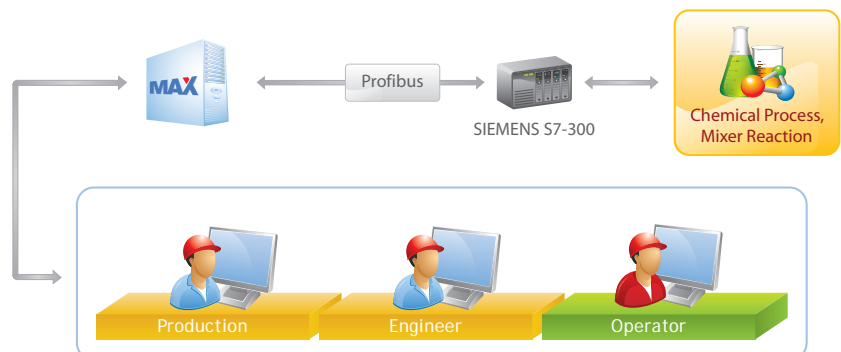 MAX
Profibus
SIEMENS S7-300
Chemical Process,
Mixer Reaction
Production
Engineer
Operator